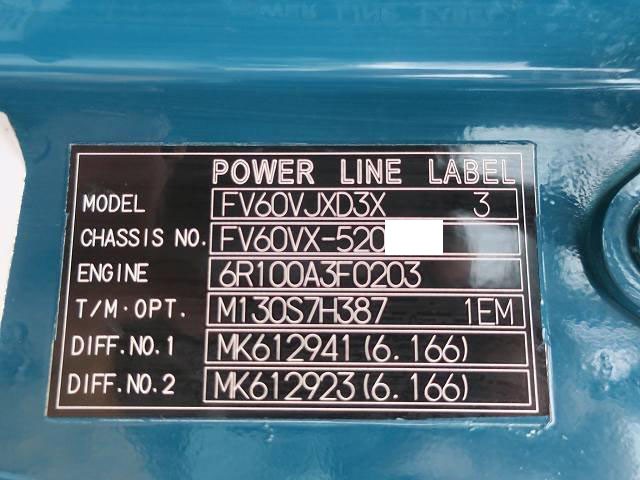 POWER LINE LABEL
MODEL FV60VJXD3X 3
CHASSIS NO. FV60VX-520
ENGINE 6R100A3F0203
T/M·OPT. M130S7H387 1EM
DIFF.NO.1 MK612941(6.166)
DIFF.NO.2 MK612923(6.166)